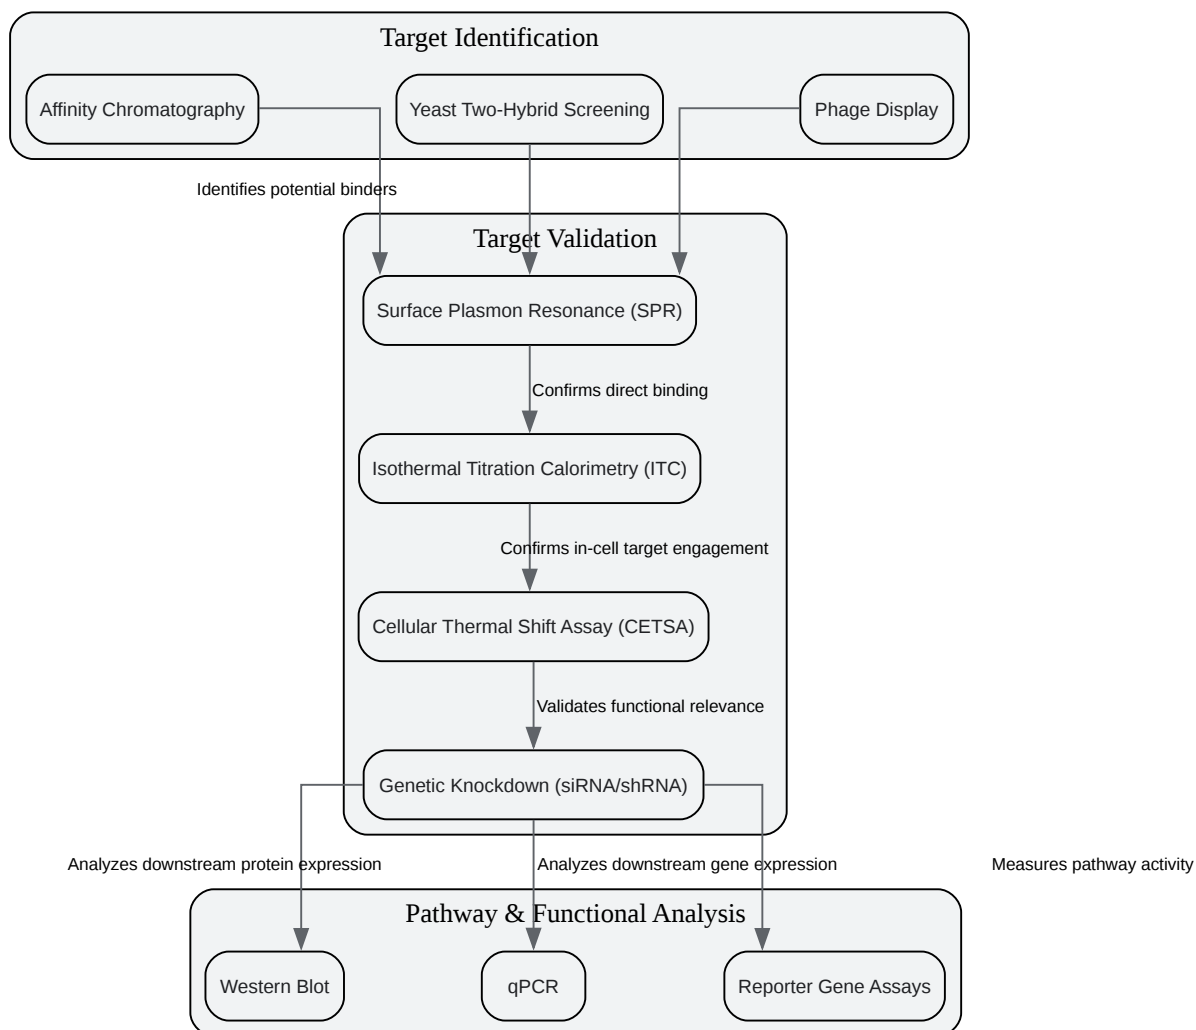 Target Identification
Affinity Chromatography
Yeast Two-Hybrid Screening
Phage Display
Identifies potential binders
Target Validation
Surface Plasmon Resonance (SPR)
Confirms direct binding
Isothermal Titration Calorimetry (ITC)
Confirms in-cell target engagement
Cellular Thermal Shift Assay (CETSA)
Validates functional relevance
Genetic Knockdown (siRNA/shRNA)
Analyzes downstream protein expression
Analyzes downstream gene expression
Measures pathway activity
Pathway & Functional Analysis
Western Blot
qPCR
Reporter Gene Assays